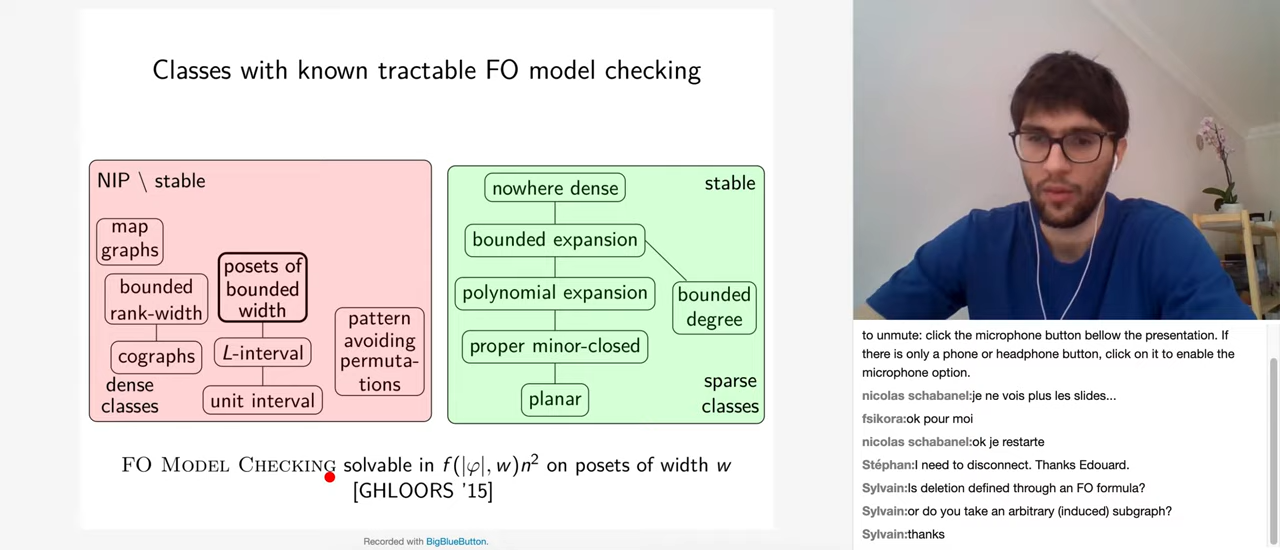 Classes with known tractable FO model checking
NIP \ stable
map
graphs
bounded
rank-width
cographs
dense
classes
posets of
bounded
width
L-interval
unit interval
pattern
avoiding
permuta-
tions
stable
nowhere dense
bounded expansion
polynomial expansion
bounded
degree
proper minor-closed
planar
sparse
classes
FO MODEL CHECKING solvable in f(|φ|, w)n² on posets of width w
[GHLOORS '15]
Recorded with BigBlueButton.
to unmute: click the microphone button bellow the presentation. If
there is only a phone or headphone button, click on it to enable the
microphone option.
nicolas schabanel:je ne vois plus les slides...
fsikora:ok pour moi
nicolas schabanel:ok je restarte
Stéphan:I need to disconnect. Thanks Edouard.
Sylvain:Is deletion defined through an FO formula?
Sylvain:or do you take an arbitrary (induced) subgraph?
Sylvain:thanks